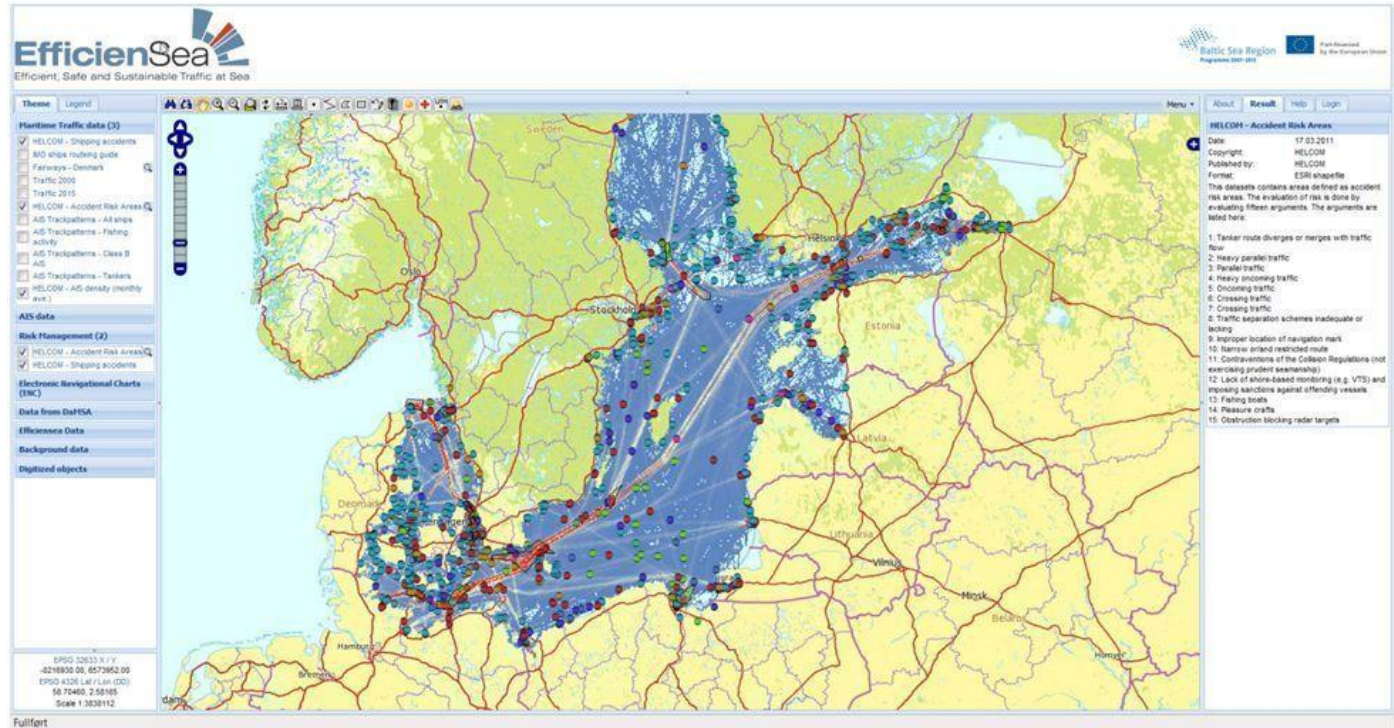 EfficienSea
Efficient, Safe and Sustainable Traffic at Sea
Baltic Sea Region
Programme 2007-2013
Part-financed
by the European Union
Theme
Legend
Menu
About
Result
Help
Login
Maritime Traffic data (3)
HELCOM - Shipping accidents
IMO ships routeing guide
Fairways - Denmark
Traffic 2000
Traffic 2015
HELCOM - Accident Risk Areas
AIS Trackpatterns - All ships
AIS Trackpatterns - Fishing
activity
AIS Trackpatterns - Class B
AIS
AIS Trackpatterns - Tankers
HELCOM - AIS density (monthly
ave.)
AIS data
Risk Management (2)
HELCOM - Accident Risk Areas
HELCOM - Shipping accidents
Electronic Navigational Charts
(ENC)
Data from DaMSA
Efficiensea Data
Background data
Digitized objects
EPSG 32633 X / Y
-0216930.00, 6573952.00
EPSG 4326 Lat / Lon (DD)
58.70460, 2.58165
Scale 1:3838112
Sweden
Oslo
Stockholm
Helsinki
Estonia
Latvia
Denmark
Lithuania
Vilnius
Minsk
Belarus
Hamburg
Bremen
dam
HELCOM - Accident Risk Areas
Date: 17.03.2011
Copyright: HELCOM
Published by: HELCOM
Format: ESRI shapefile
This datasets contains areas defined as accident
risk areas. The evaluation of risk is done by
evaluating fifteen arguments. The arguments are
listed here:
1: Tanker route diverges or merges with traffic
flow
2: Heavy parallel traffic
3: Parallel traffic
4: Heavy oncoming traffic
5: Oncoming traffic
6: Crossing traffic
7: Crossing traffic
8: Traffic separation schemes inadequate or
lacking
9: Improper location of navigation mark
10: Narrow or/and restricted route
11: Contraventions of the Collision Regulations (not
exercising prudent seamanship)
12: Lack of shore-based monitoring (e.g. VTS) and
imposing sanctions against offending vessels
13: Fishing boats
14: Pleasure crafts
15: Obstruction blocking radar targets
Fullført